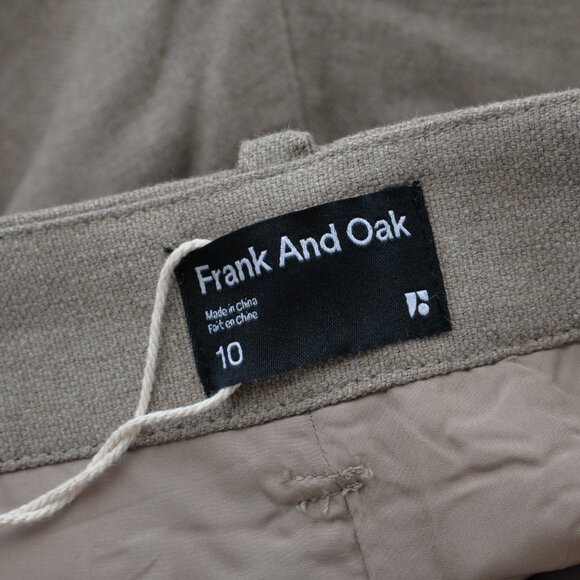 Frank And Oak
Made in China
Fait en Chine
10